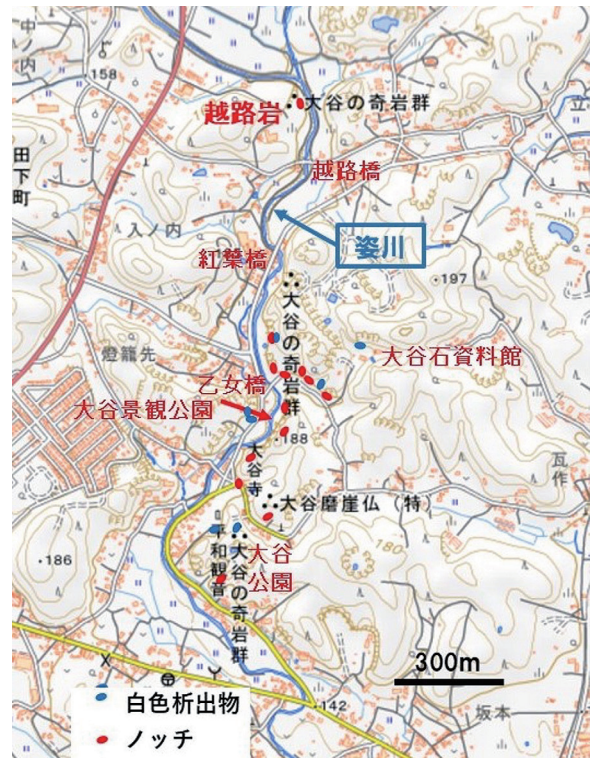 中ノ内
・158
越路岩
大谷の奇岩群
立
田下町
越路橋
入ノ内
姿川
紅葉橋
・197
大谷の奇岩群
燈籠先
大谷石資料館
乙女橋
大谷景観公園
・188
大谷寺
瓦作
大谷磨崖仏（特）
180
平和観音
大谷の奇岩群
大谷公園
・186
300m
・142
坂本
白色析出物
ノッチ